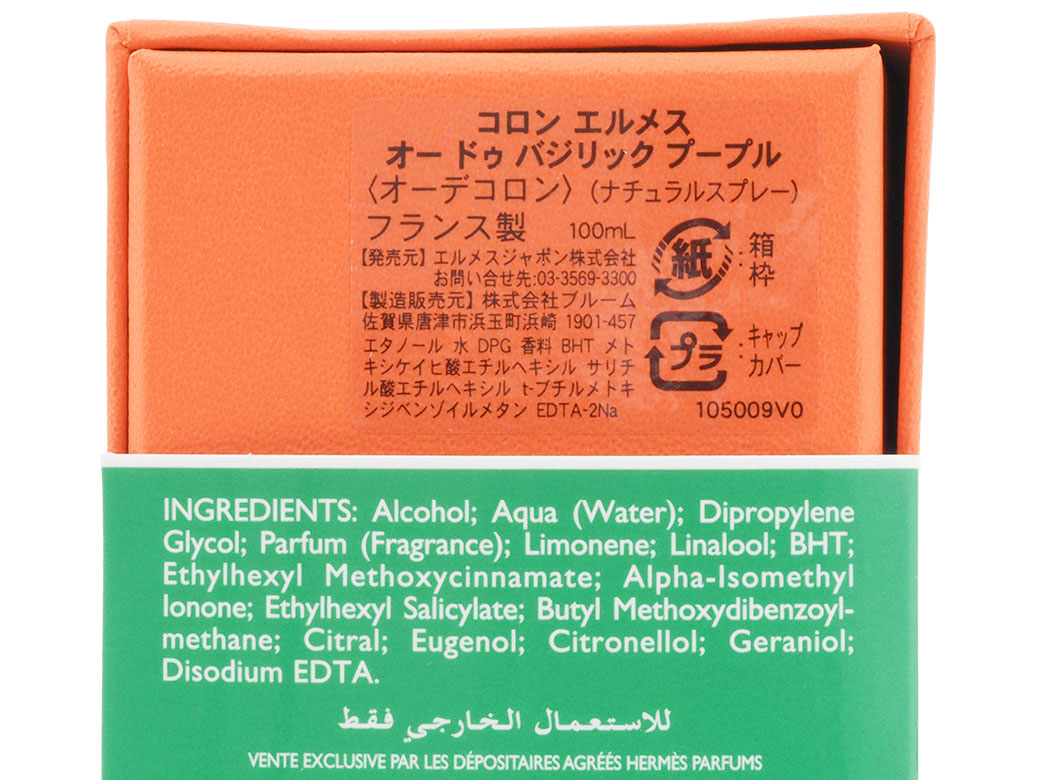 コロン エルメス
オー ドゥ バジリック プープル
〈オーデコロン〉(ナチュラルスプレー)
フランス製 100mL
【発売元】エルメスジャポン株式会社
お問い合せ先:03-3569-3300
【製造販売元】株式会社ブルーム
佐賀県唐津市浜玉町浜崎 1901-457
エタノール 水 DPG 香料 BHT メト
キシケイヒ酸エチルヘキシル サリチ
ル酸エチルヘキシル t-ブチルメトキ
シジベンゾイルメタン EDTA-2Na
紙:箱
枠
プラ:キャップ
カバー
105009V0
INGREDIENTS: Alcohol; Aqua (Water); Dipropylene
Glycol; Parfum (Fragrance); Limonene; Linalool; BHT;
Ethylhexyl Methoxycinnamate; Alpha-Isomethyl
Ionone; Ethylhexyl Salicylate; Butyl Methoxydibenzoyl-
methane; Citral; Eugenol; Citronellol; Geraniol;
Disodium EDTA.
للاستعمال الخارجي فقط
VENTE EXCLUSIVE PAR LES DÉPOSITAIRES AGRÉÉS HERMÈS PARFUMS